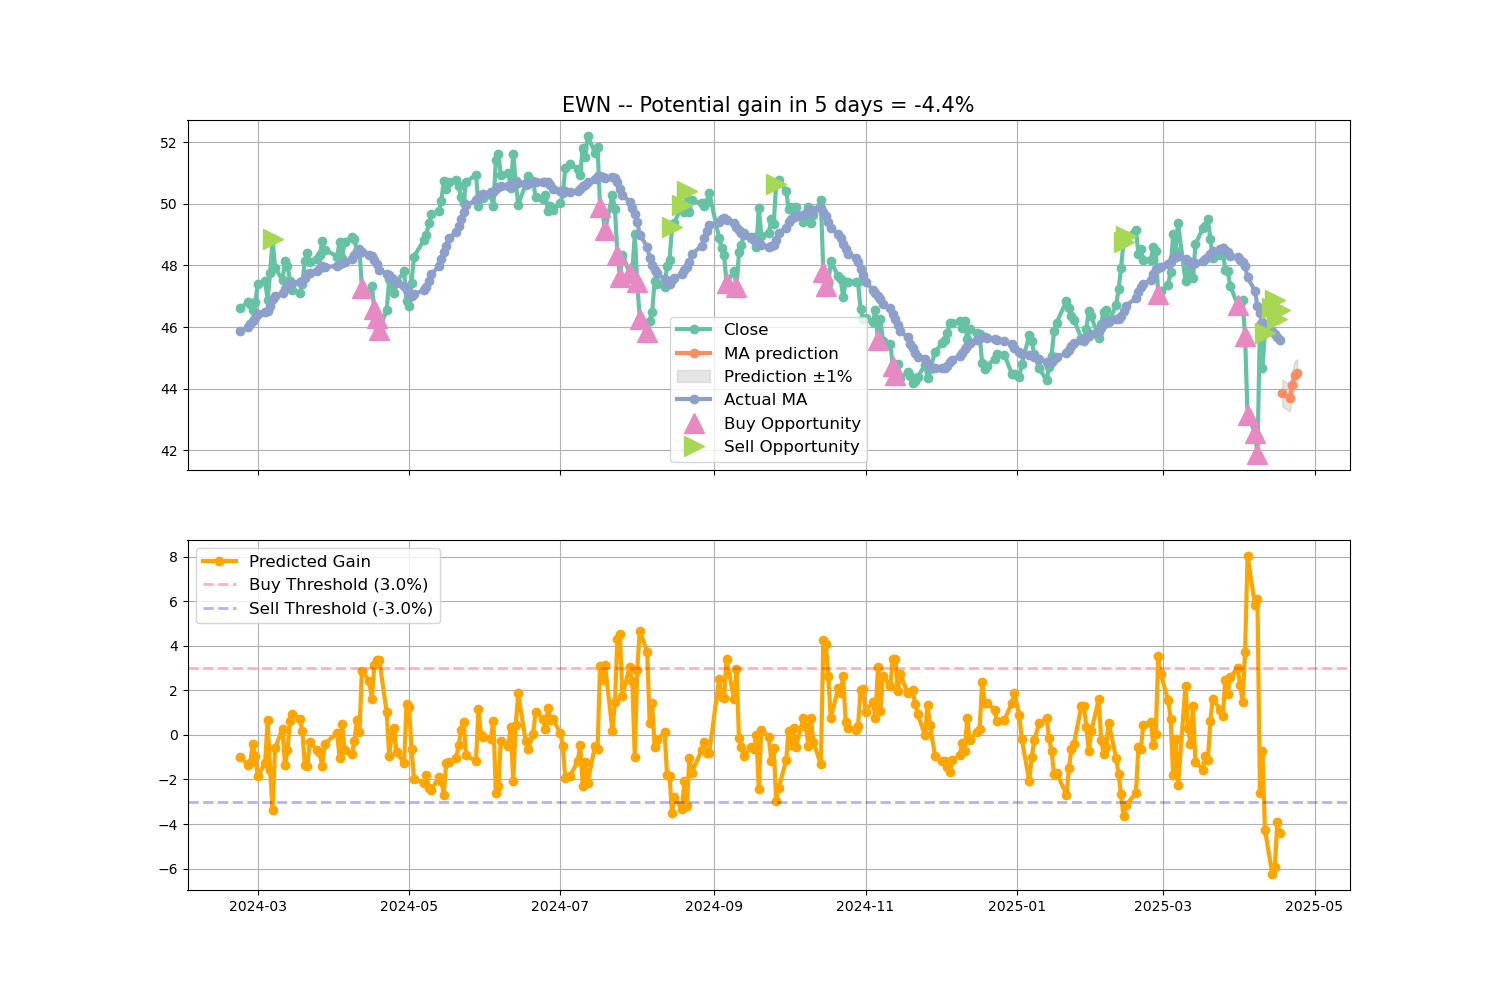 EWN -- Potential gain in 5 days = -4.4%
52
50
48
46
44
42
Close
MA prediction
Prediction ±1%
Actual MA
Buy Opportunity
Sell Opportunity
8
6
4
2
0
−2
−4
−6
Predicted Gain
Buy Threshold (3.0%)
Sell Threshold (-3.0%)
2024-03 2024-05 2024-07 2024-09 2024-11 2025-01 2025-03 2025-05